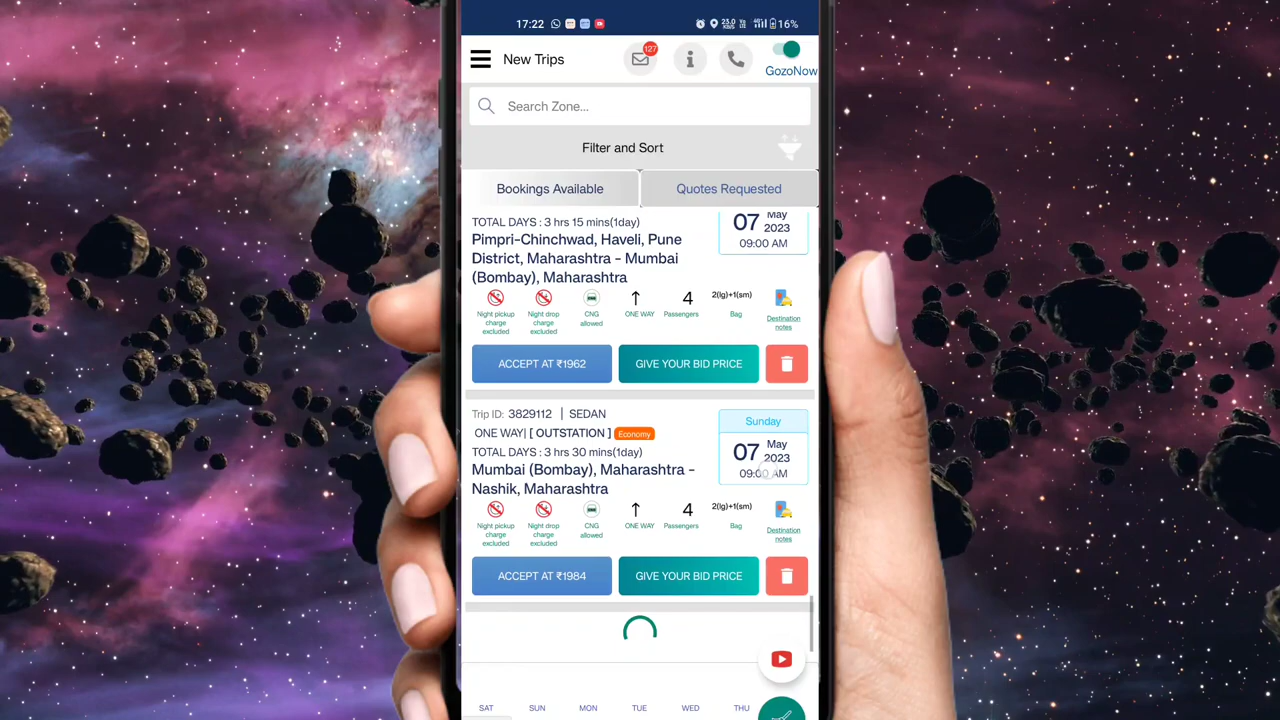 17:22
23.0 KB/S
16%
New Trips
127
GozoNow
Search Zone...
Filter and Sort
Bookings Available
Quotes Requested
TOTAL DAYS : 3 hrs 15 mins(1day)
Pimpri-Chinchwad, Haveli, Pune
District, Maharashtra - Mumbai
(Bombay), Maharashtra
07
May
2023
09:00 AM
Night pickup
charge
excluded
Night drop
charge
excluded
CNG
allowed
ONE WAY
4
Passengers
2(lg)+1(sm)
Bag
Destination
notes
ACCEPT AT ₹1962
GIVE YOUR BID PRICE
Trip ID: 3829112 | SEDAN
ONE WAY| [ OUTSTATION ] Economy
TOTAL DAYS : 3 hrs 30 mins(1day)
Mumbai (Bombay), Maharashtra -
Nashik, Maharashtra
Sunday
07
May
2023
09:00 AM
Night pickup
charge
excluded
Night drop
charge
excluded
CNG
allowed
ONE WAY
4
Passengers
2(lg)+1(sm)
Bag
Destination
notes
ACCEPT AT ₹1984
GIVE YOUR BID PRICE
SAT SUN MON TUE WED THU